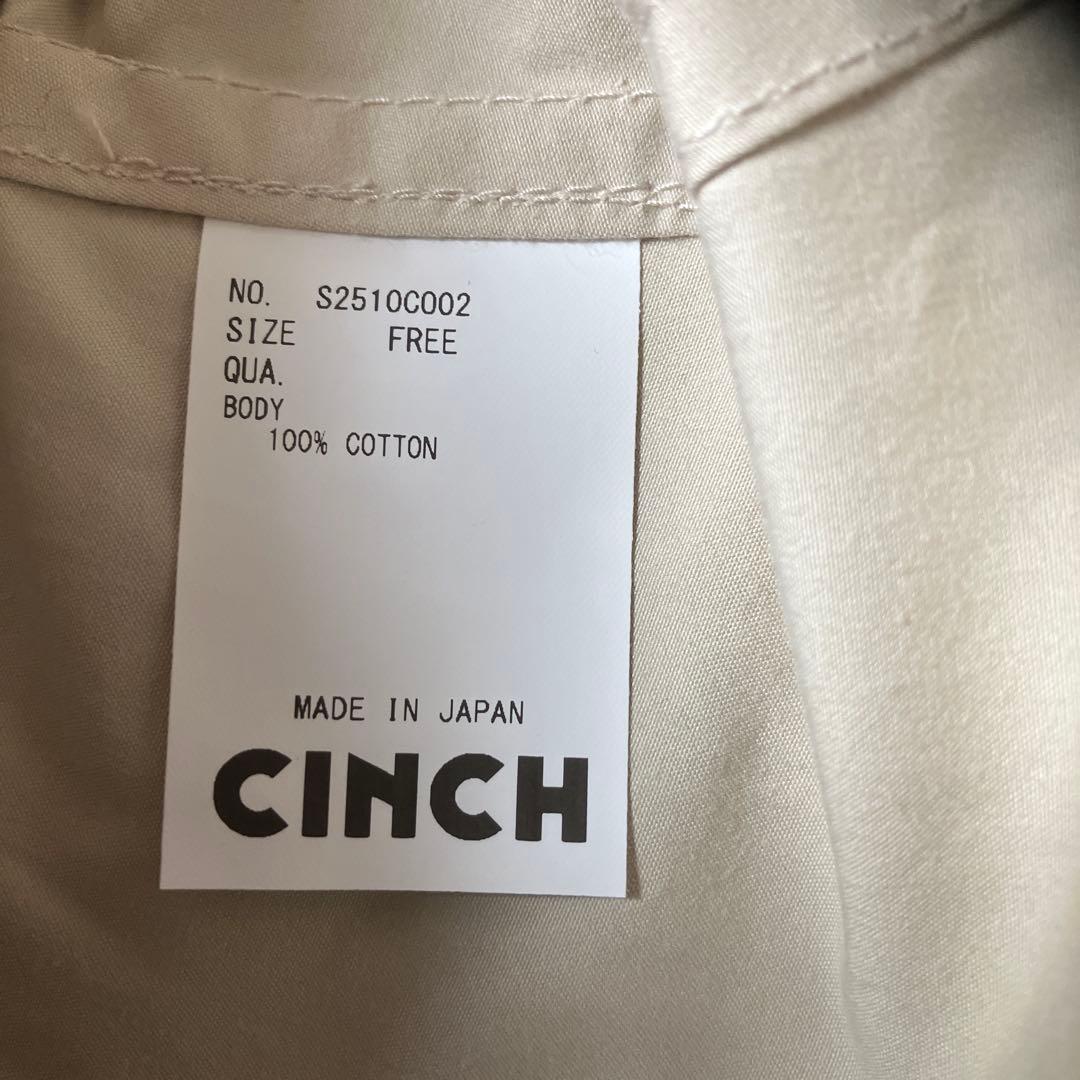 NO. S2510C002
SIZE FREE
QUA.
BODY
100% COTTON
MADE IN JAPAN
CINCH